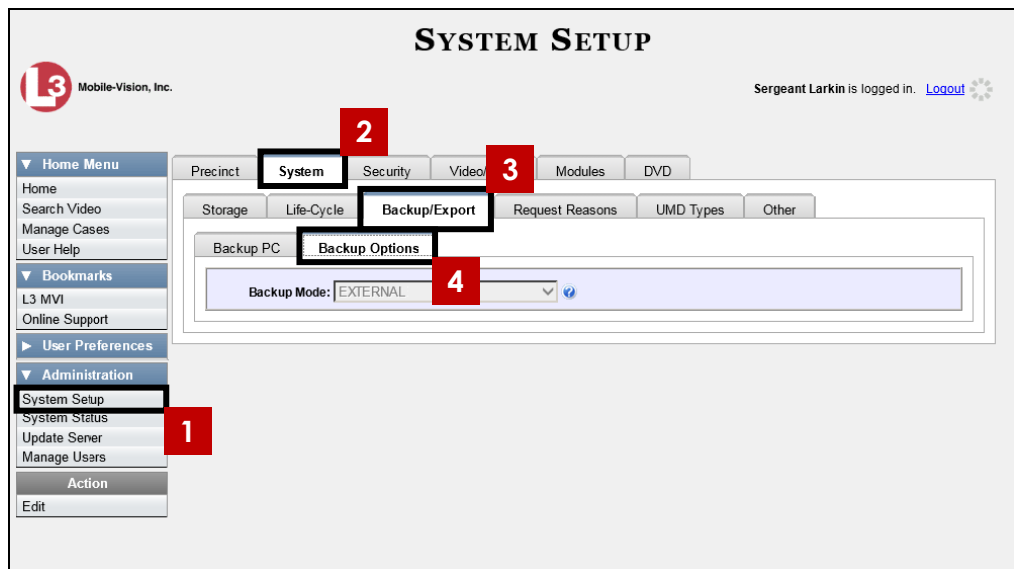 SYSTEM SETUP
L3 Mobile-Vision, Inc.
Sergeant Larkin is logged in. Logout
2
3
▼ Home Menu
Home
Search Video
Manage Cases
User Help
▼ Bookmarks
L3 MVI
Online Support
► User Preferences
▼ Administration
System Setup
System Status
Update Server
Manage Users
1
Action
Edit
Precinct System Security Video/ Modules DVD
Storage Life-Cycle Backup/Export Request Reasons UMD Types Other
Backup PC Backup Options
4
Backup Mode: EXTERNAL ?